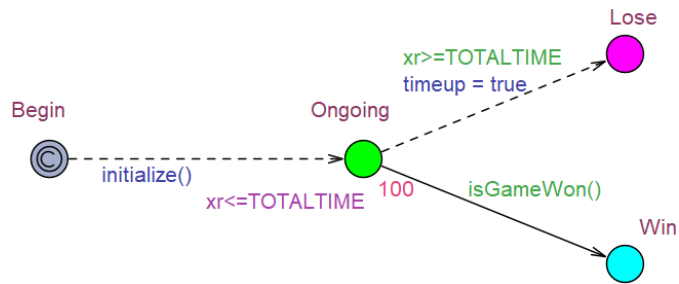 Lose
xr>=TOTALTIME
timeup = true
Begin
Ongoing
C
initialize()
xr<=TOTALTIME
100
isGameWon()
Win